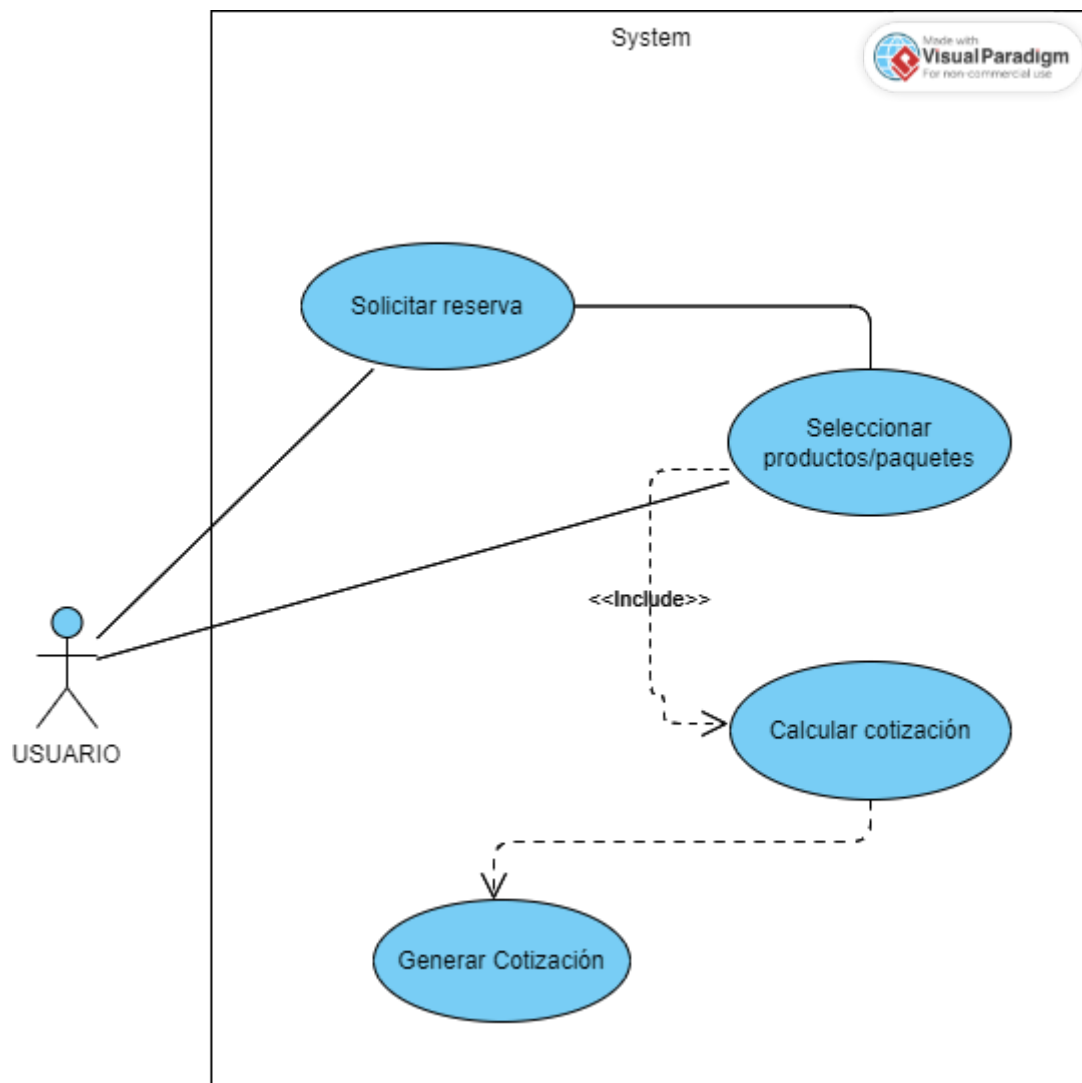 System
Made with
Visual Paradigm
For non-commercial use
Solicitar reserva
Seleccionar
productos/paquetes
<<Include>>
USUARIO
Calcular cotización
Generar Cotización